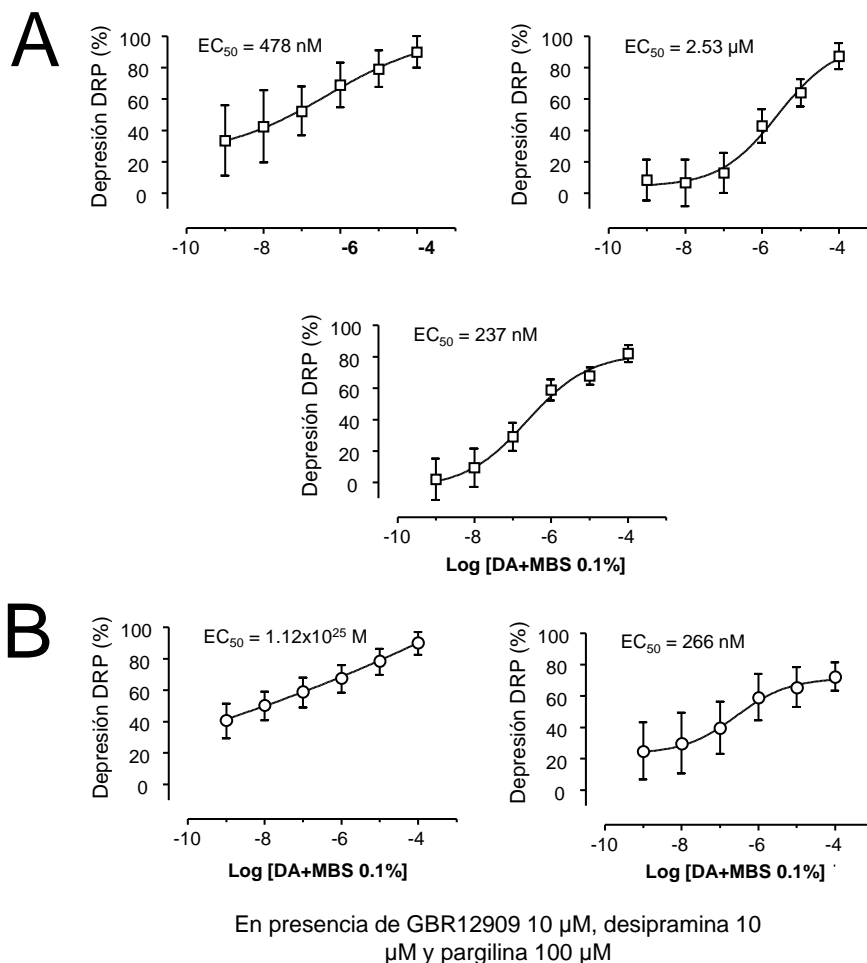 A
Depresión DRP (%)
EC50 = 478 nM
100
80
60
40
20
0
-10 -8 -6 -4
Depresión DRP (%)
EC50 = 2.53 µM
100
80
60
40
20
0
-10 -8 -6 -4
Depresión DRP (%)
EC50 = 237 nM
100
80
60
40
20
0
-10 -8 -6 -4
Log [DA+MBS 0.1%]
B
Depresión DRP (%)
EC50 = 1.12x10^25 M
100
80
60
40
20
0
-10 -8 -6 -4
Log [DA+MBS 0.1%]
Depresión DRP (%)
EC50 = 266 nM
100
80
60
40
20
0
-10 -8 -6 -4
Log [DA+MBS 0.1%]
En presencia de GBR12909 10 µM, desipramina 10
µM y pargilina 100 µM